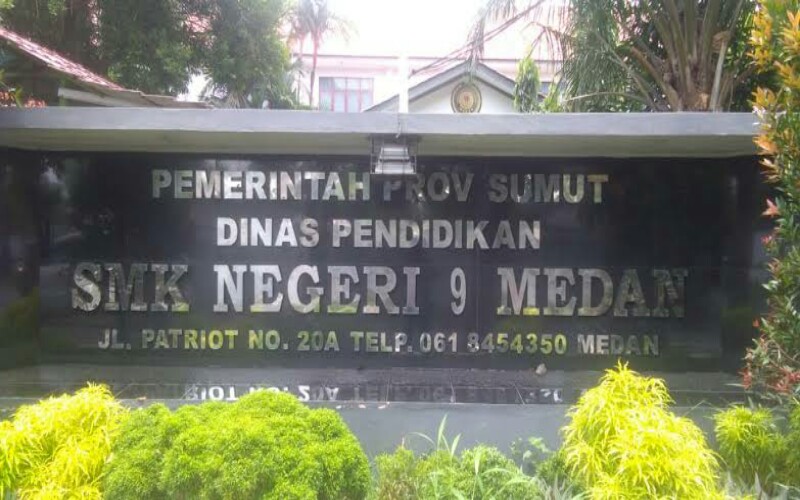 PEMERINTAH PROV SUMUT
DINAS PENDIDIKAN
SMK NEGERI 9 MEDAN
JL. PATRIOT NO. 20A TELP. 061 8454350 MEDAN